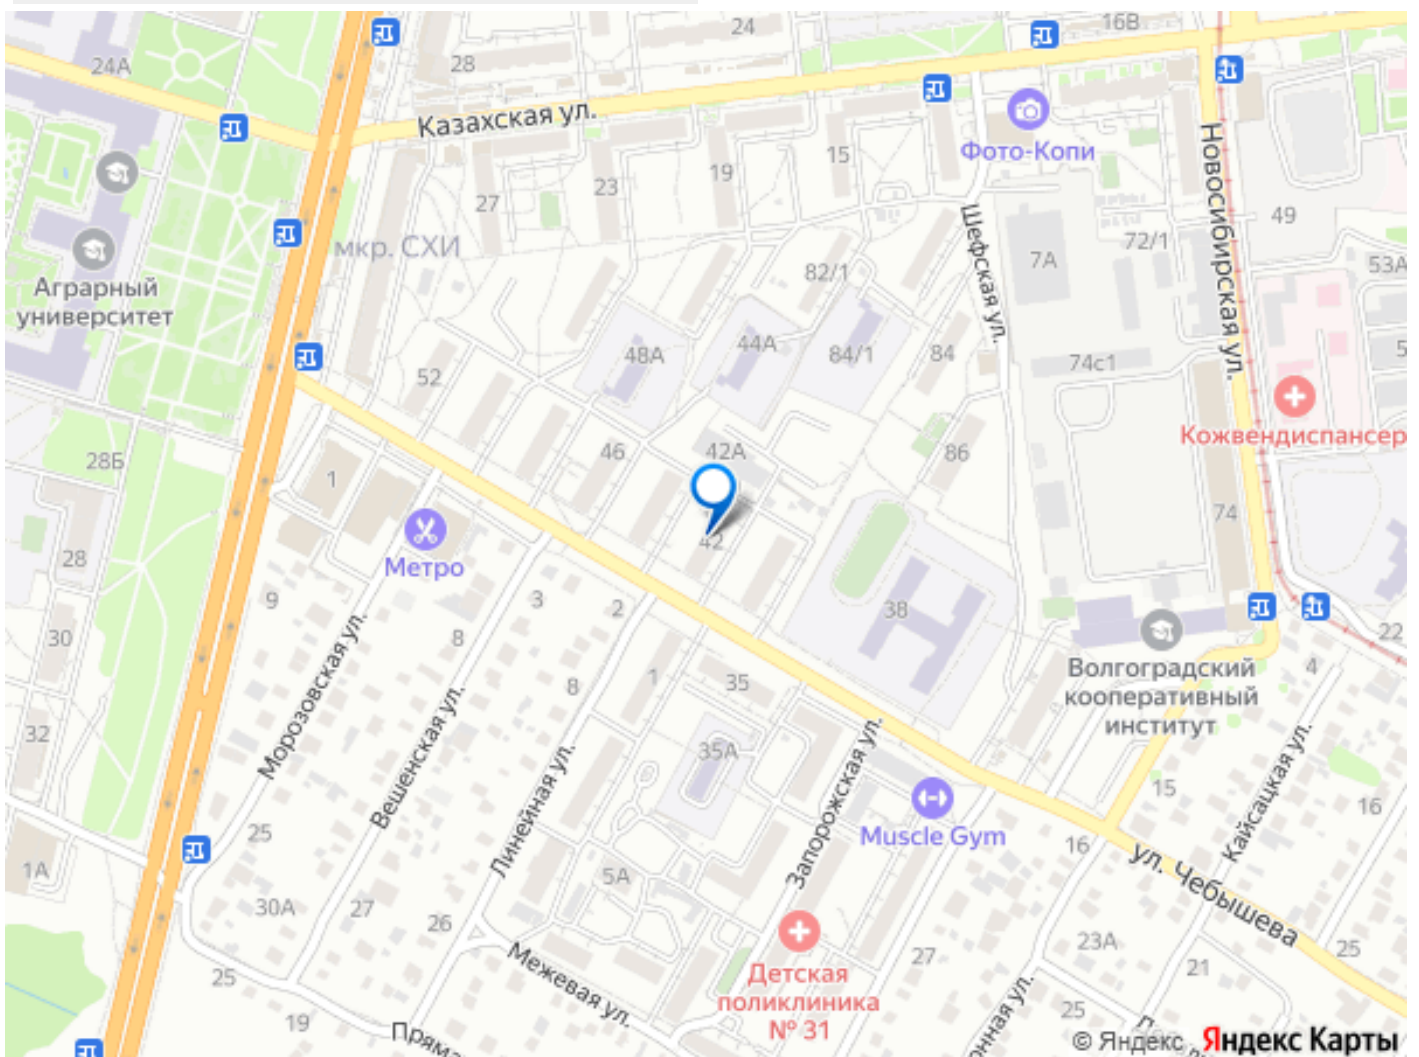 24
16В
28
24А
Казахская ул.
Фото-Копи
15
19
23
27
Новосибирская ул.
49
Шефская ул.
72/1
мкр. СХИ
7А
82/1
53А
Аграрный
университет
48А
44А
84/1
84
74с1
52
Кожвендиспансер
46
42А
86
28Б
1
74
Метро
42
28
9
3
2
38
22
30
8
Волгоградский
кооперативный
институт
4
8
1
35
Морозовская ул.
Вешенская ул.
35А
32
Линейная ул.
Запорожская ул.
15
Кайсацкая ул.
16
Muscle Gym
25
16
ул. Чебышева
1А
5А
30А
27
26
23А
25
27
Межевая ул.
Детская
поликлиника
№ 31
21
25
25
19
© Яндекс Яндекс Карты